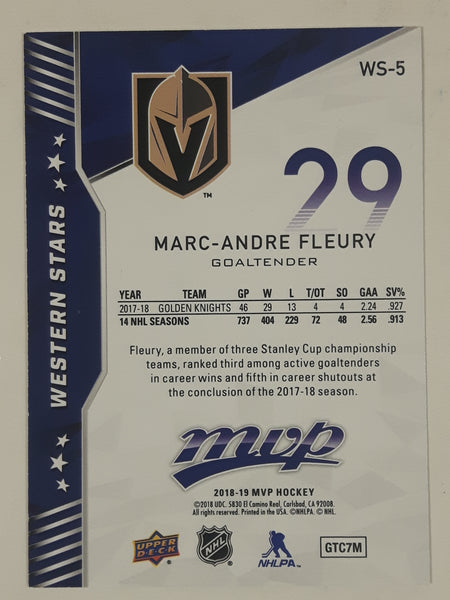 WS-5
29
MARC-ANDRE FLEURY
GOALTENDER
WESTERN STARS
YEAR TEAM GP W L T/OT SO GAA SV%
2017-18 GOLDEN KNIGHTS 46 29 13 4 4 2.24 .927
14 NHL SEASONS 737 404 229 72 48 2.56 .913
Fleury, a member of three Stanley Cup championship
teams, ranked third among active goaltenders
in career wins and fifth in career shutouts at
the conclusion of the 2017-18 season.
mvp
2018-19 MVP HOCKEY
©2018 UDC. 5830 El Camino Real, Carlsbad, CA 92008.
All rights reserved. Printed in the USA. ©NHLPA. © NHL.
UPPER DECK
NHL
NHLPA™
GTC7M
TM